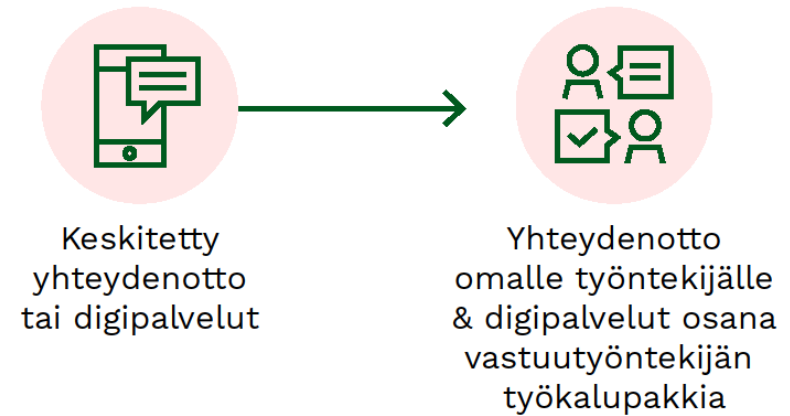 Keskitetty
yhteydenotto
tai digipalvelut
Yhteydenotto
omalle työntekijälle
& digipalvelut osana
vastuutyöntekijän
työkalupakkia